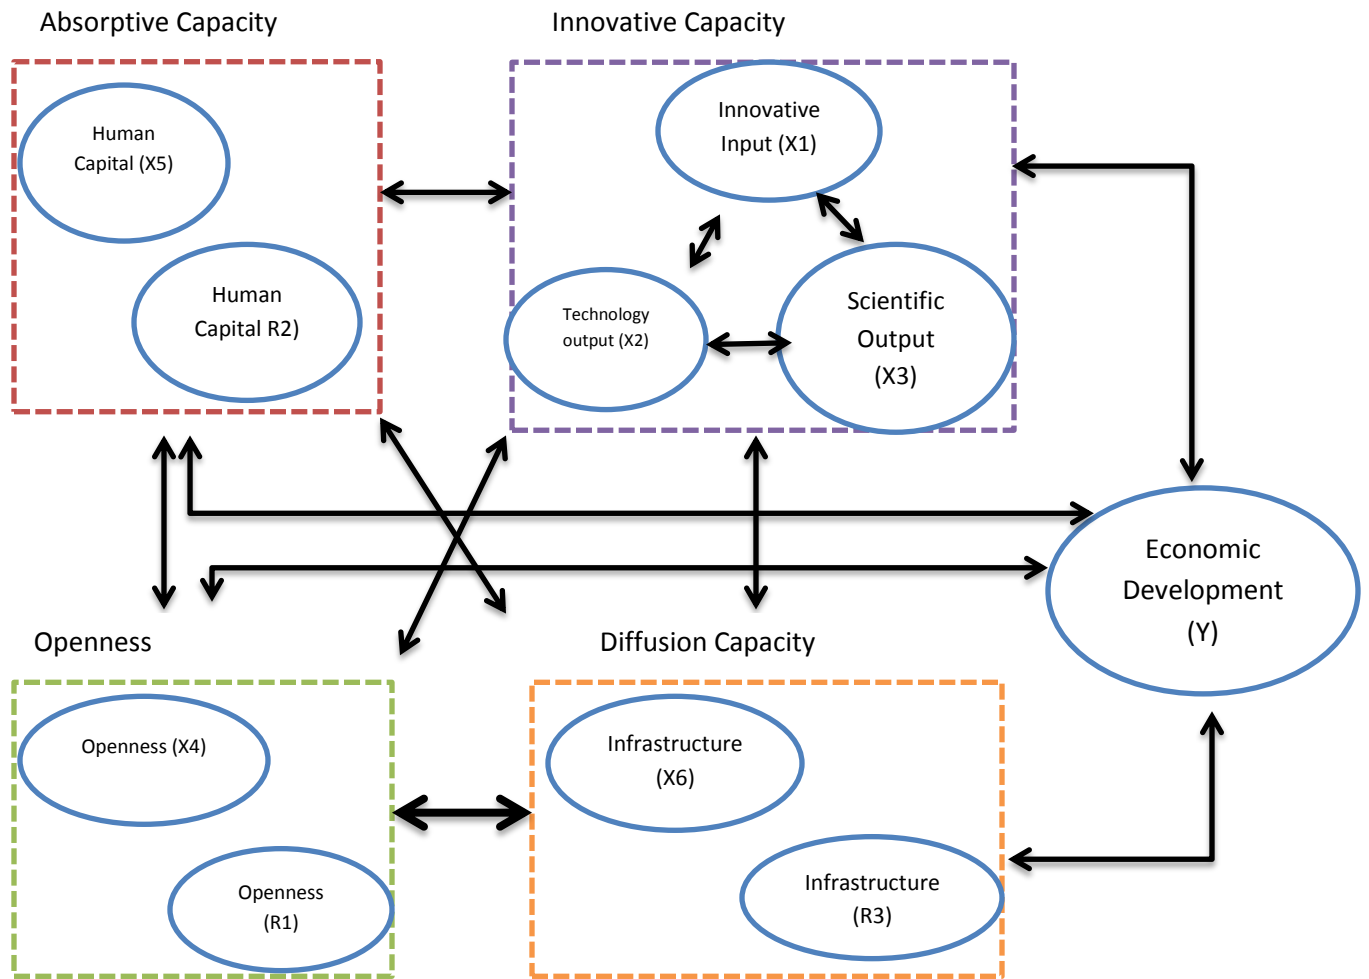 Absorptive Capacity
Innovative Capacity
Human
Capital (X5)
Human
Capital R2)
Innovative
Input (X1)
Technology
output (X2)
Scientific
Output
(X3)
Economic
Development
(Y)
Openness
Diffusion Capacity
Openness (X4)
Openness
(R1)
Infrastructure
(X6)
Infrastructure
(R3)